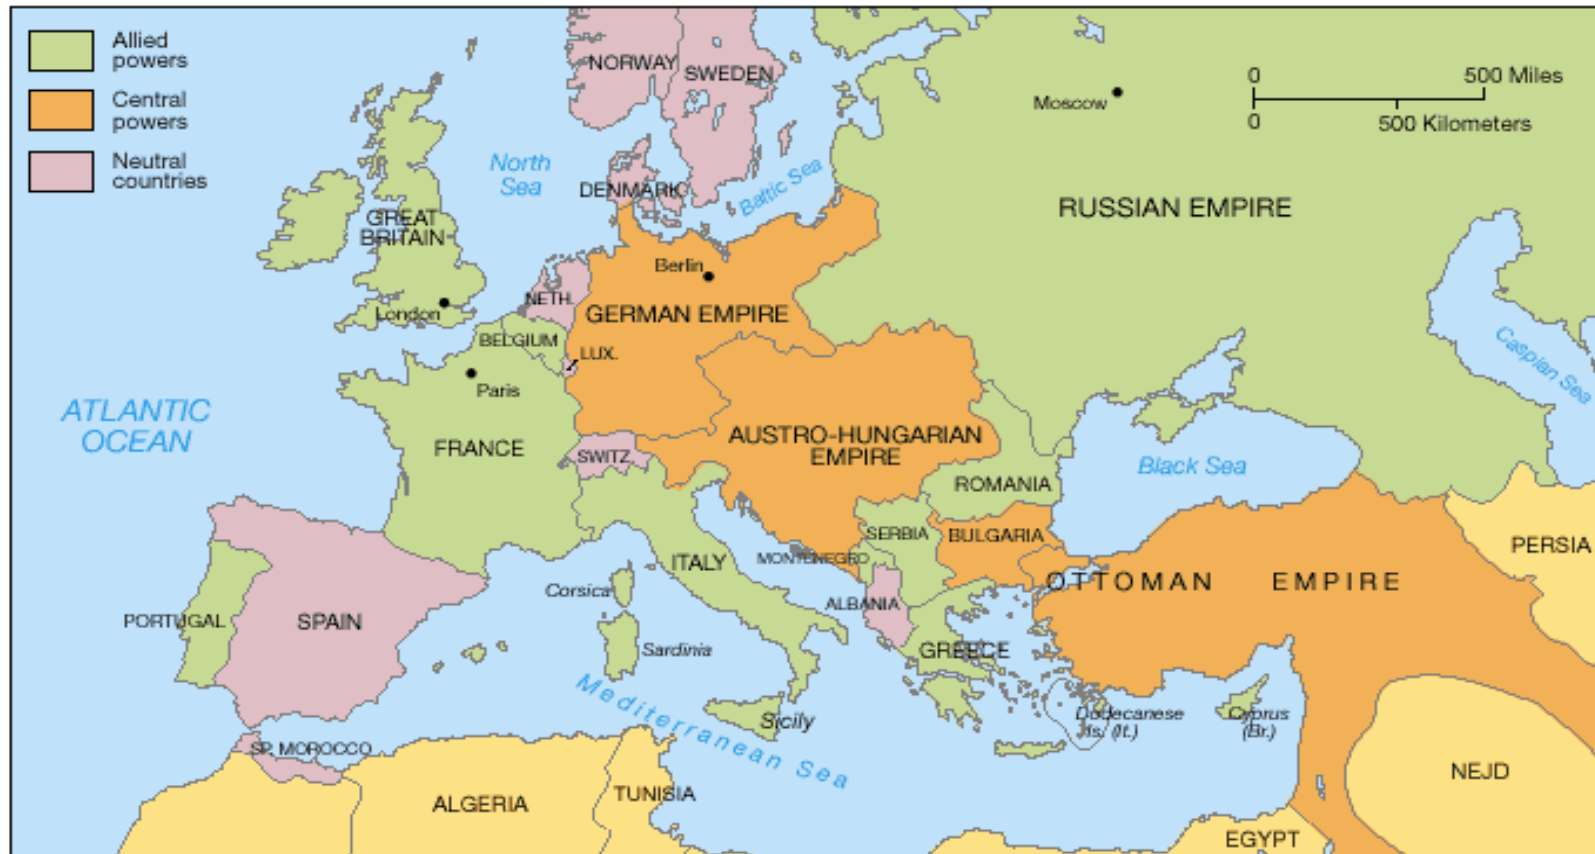 Allied
powers
Central
powers
Neutral
countries
0 500 Miles
0 500 Kilometers
NORWAY
SWEDEN
Moscow
North
Sea
DENMARK
Baltic Sea
RUSSIAN EMPIRE
GREAT
BRITAIN
London
Berlin
NETH.
GERMAN EMPIRE
BELGIUM
LUX.
Paris
Caspian Sea
ATLANTIC
OCEAN
FRANCE
SWITZ.
AUSTRO-HUNGARIAN
EMPIRE
Black Sea
ROMANIA
SERBIA
BULGARIA
MONTENEGRO
ITALY
Corsica
ALBANIA
OTTOMAN EMPIRE
PERSIA
PORTUGAL
SPAIN
Sardinia
GREECE
Mediterranean Sea
Sicily
Dodecanese
Is. (It.)
Cyprus
(Br.)
SP. MOROCCO
ALGERIA
TUNISIA
NEJD
EGYPT